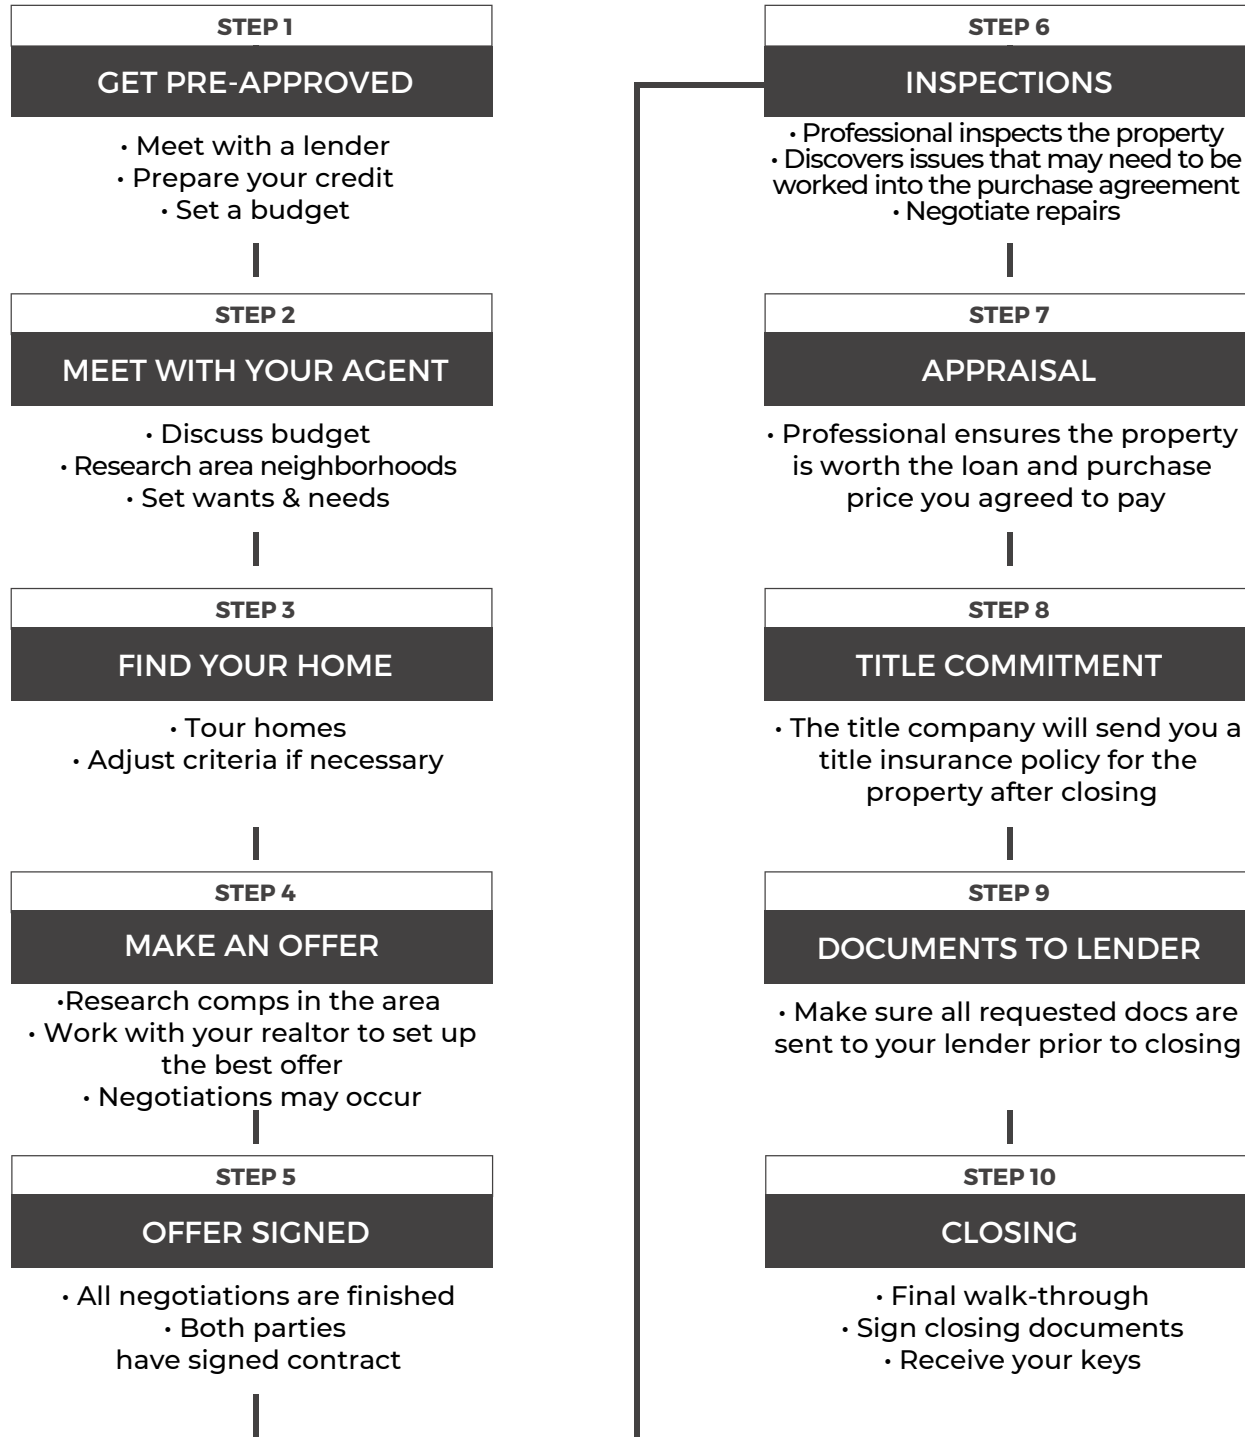 STEP 1
GET PRE-APPROVED
• Meet with a lender
• Prepare your credit
• Set a budget
STEP 2
MEET WITH YOUR AGENT
• Discuss budget
• Research area neighborhoods
• Set wants & needs
STEP 3
FIND YOUR HOME
• Tour homes
• Adjust criteria if necessary
STEP 4
MAKE AN OFFER
•Research comps in the area
• Work with your realtor to set up
the best offer
• Negotiations may occur
STEP 5
OFFER SIGNED
• All negotiations are finished
• Both parties
have signed contract
STEP 6
INSPECTIONS
• Professional inspects the property
• Discovers issues that may need to be
worked into the purchase agreement
• Negotiate repairs
STEP 7
APPRAISAL
• Professional ensures the property
is worth the loan and purchase
price you agreed to pay
STEP 8
TITLE COMMITMENT
• The title company will send you a
title insurance policy for the
property after closing
STEP 9
DOCUMENTS TO LENDER
• Make sure all requested docs are
sent to your lender prior to closing
STEP 10
CLOSING
• Final walk-through
• Sign closing documents
• Receive your keys